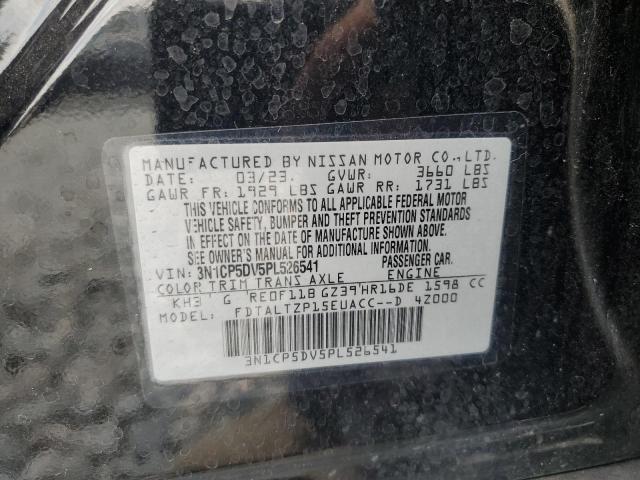 MANUFACTURED BY NISSAN MOTOR CO.,LTD.
DATE: 03/23. GVWR: 3660 LBS
GAWR FR: 1929 LBS GAWR RR: 1731 LBS
THIS VEHICLE CONFORMS TO ALL APPLICABLE FEDERAL MOTOR
VEHICLE SAFETY, BUMPER AND THEFT PREVENTION STANDARDS
IN EFFECT ON THE DATE OF MANUFACTURE SHOWN ABOVE.
SEE OWNER'S MANUAL FOR ADDITIONAL INFORMATION.
VIN: 3N1CP5DV5PL526541 PASSENGER CAR.
COLOR TRIM TRANS AXLE ENGINE
KH3 G RE0F11B GZ39 HR16DE 1598 CC
MODEL: FDTALTZP15EUACC--D 4Z000
3N1CP5DV5PL526541